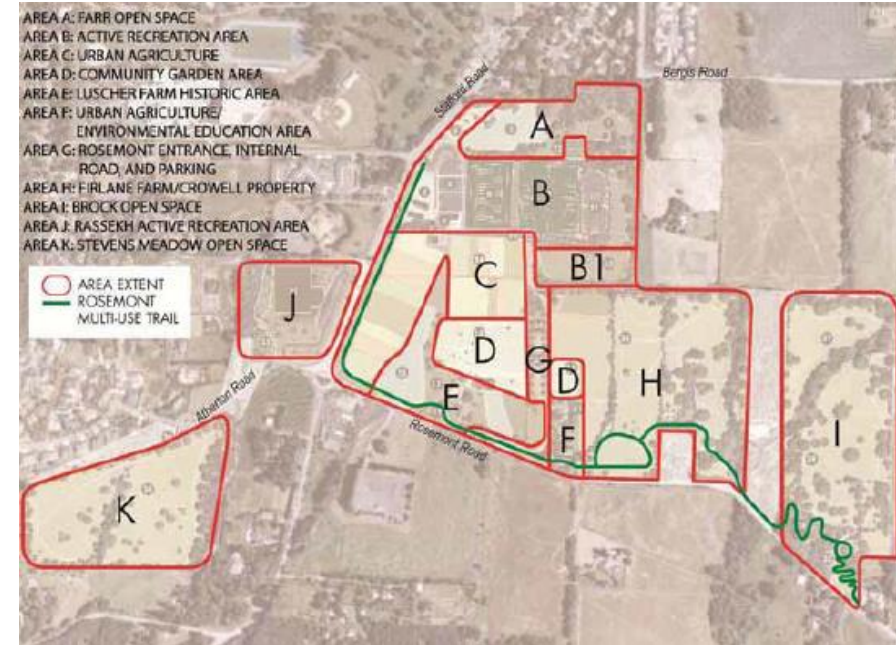 AREA A: FARR OPEN SPACE
AREA B: ACTIVE RECREATION AREA
AREA C: URBAN AGRICULTURE
AREA D: COMMUNITY GARDEN AREA
AREA E: LUSCHER FARM HISTORIC AREA
AREA F: URBAN AGRICULTURE/
ENVIRONMENTAL EDUCATION AREA
AREA G: ROSEMONT ENTRANCE, INTERNAL
ROAD, AND PARKING
AREA H: FIRLANE FARM/CROWELL PROPERTY
AREA I: BROCK OPEN SPACE
AREA J: RASSEKH ACTIVE RECREATION AREA
AREA K: STEVENS MEADOW OPEN SPACE
AREA EXTENT
ROSEMONT
MULTI-USE TRAIL
Stafford Road
Bergis Road
A
B
B1
C
J
D
G
D
H
E
F
I
Atherton Road
Rosemont Road
K